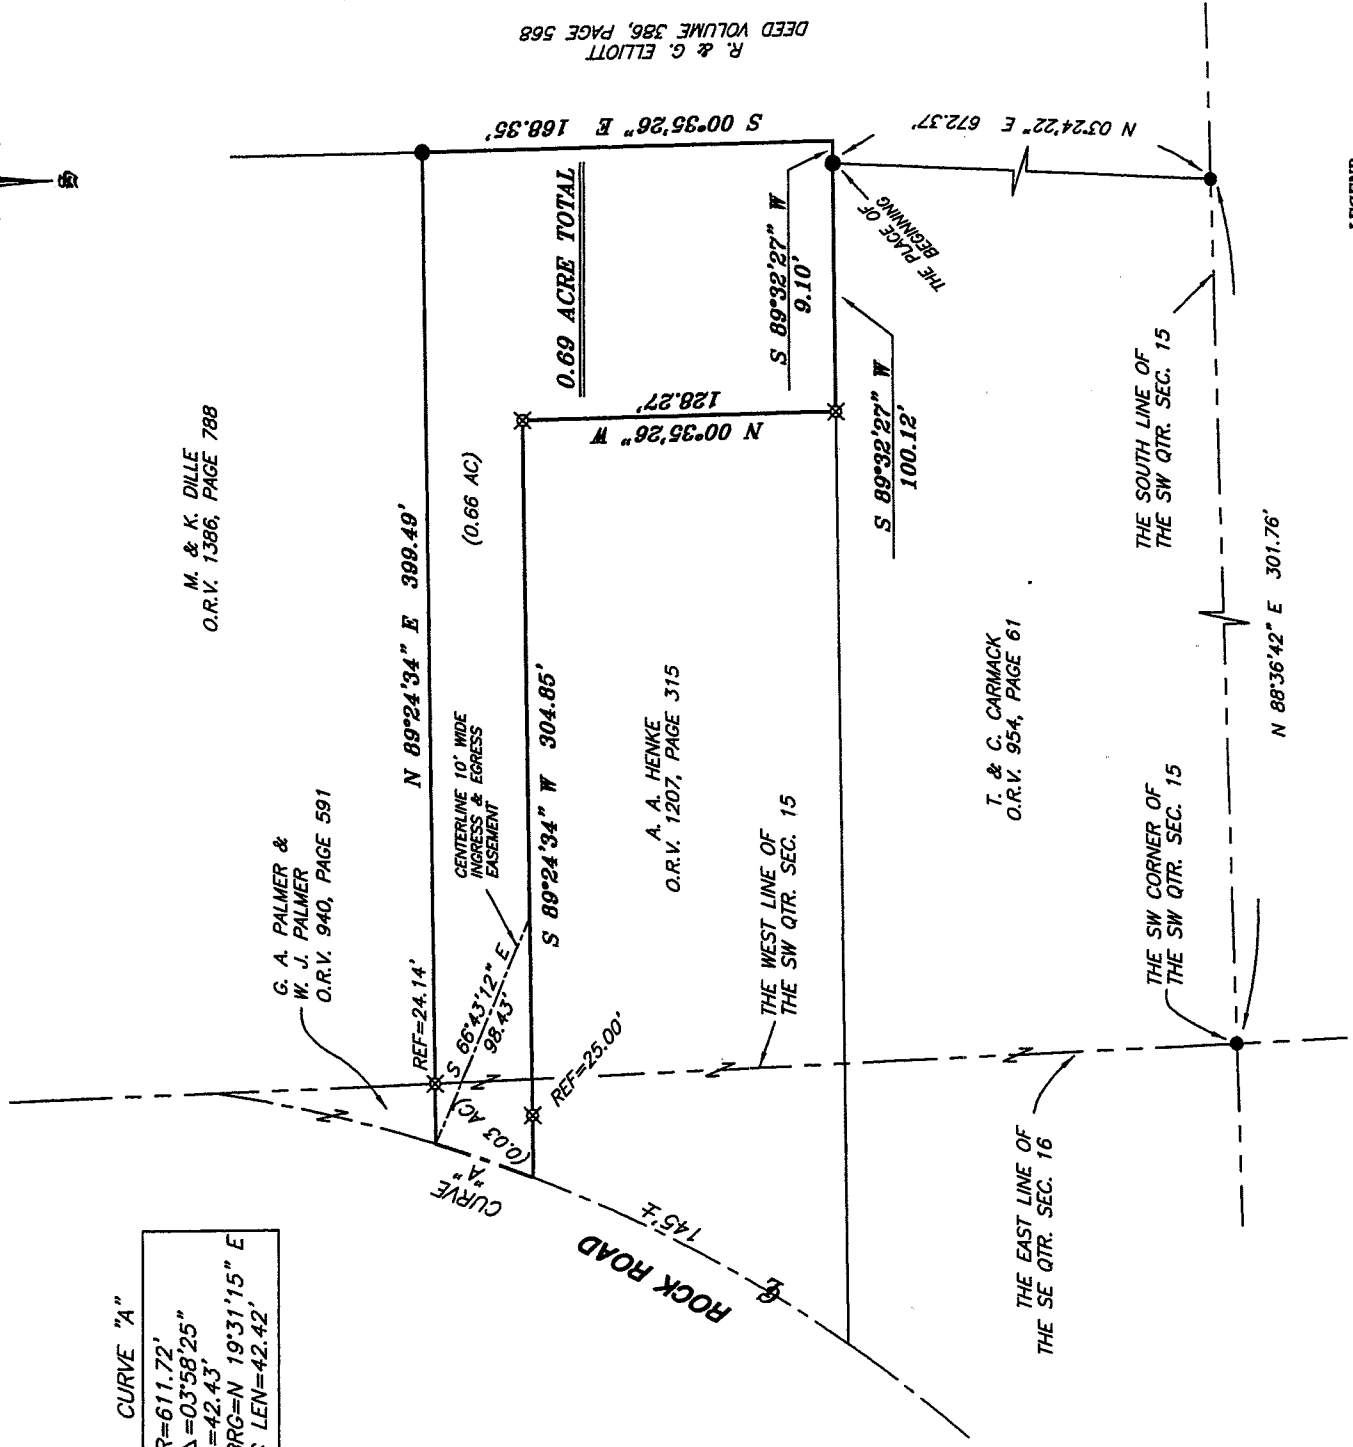 R. & G. ELLIOTT
DEED VOLUME 386, PAGE 568
S 00°35'26" E 168.35'
N 03°24'22" E 672.37'
0.69 ACRE TOTAL
S 89°32'27" W
9.10'
THE PLACE OF
BEGINNING
128.27'
N 00°35'26" W
S 89°32'27" W
100.12'
M. & K. DILLE
O.R.V. 1386, PAGE 788
N 89°24'34" E 399.49'
(0.66 AC)
S 89°24'34" W 304.85'
CENTERLINE 10' WIDE
INGRESS & EGRESS
EASEMENT
A. A. HENKE
O.R.V. 1207, PAGE 315
T. & C. CARMACK
O.R.V. 954, PAGE 61
THE SOUTH LINE OF
THE SW QTR. SEC. 15
N 88°36'42" E 301.76'
G. A. PALMER &
W. J. PALMER
O.R.V. 940, PAGE 591
REF=24.14'
S 66°43'12" E
98.43'
REF=25.00'
(0.03 AC)
CURVE
"A"
THE WEST LINE OF
THE SW QTR. SEC. 15
THE SW CORNER OF
THE SW QTR. SEC. 15
145'±
ROCK ROAD
THE EAST LINE OF
THE SE QTR. SEC. 16
CURVE "A"
R=611.72'
Δ=03°58'25"
=42.43'
BRG=N 19°31'15" E
LEN=42.42'